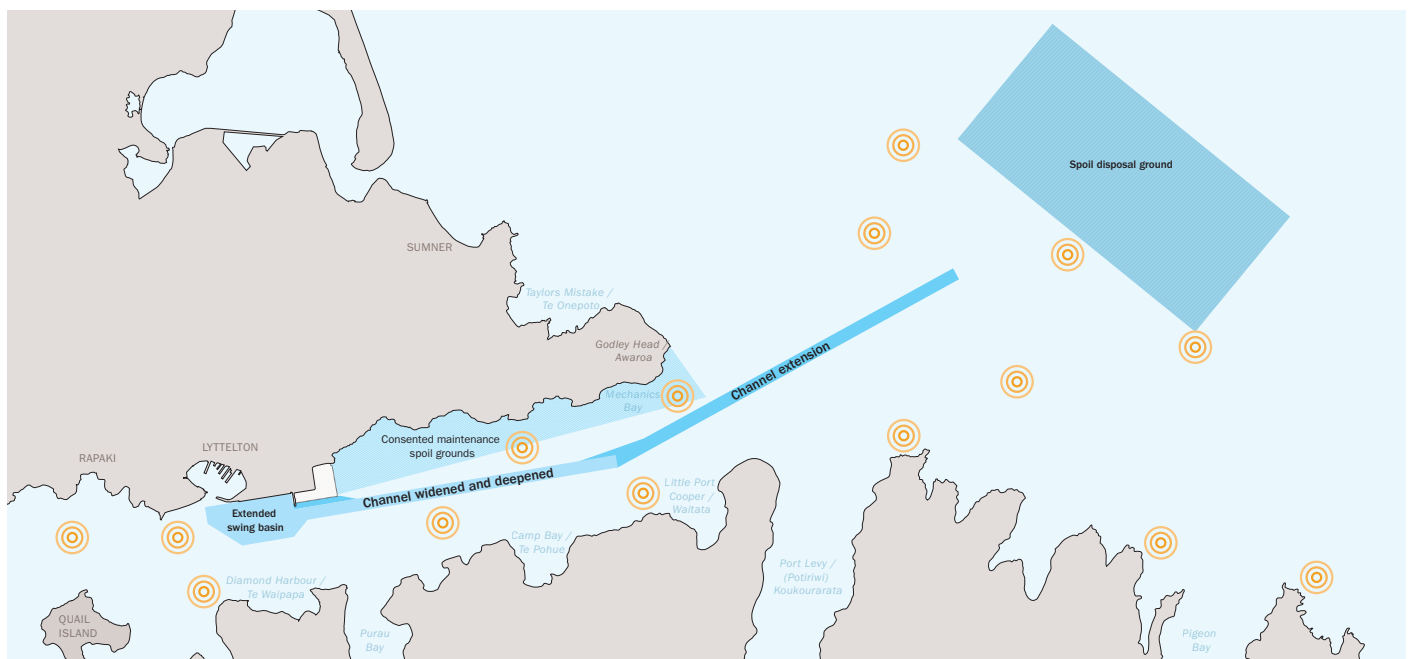 Spoil disposal ground
SUMNER
Taylors Mistake /
Te Onepoto
Godley Head /
Awaroa
Channel extension
Mechanics
Bay
Consented maintenance
spoil grounds
LYTTELTON
RAPAKI
Channel widened and deepened
Little Port
Cooper /
Waitata
Extended
swing basin
Camp Bay /
Te Pohue
Port Levy /
(Potiriwi)
Koukourarata
Diamond Harbour /
Te Waipapa
QUAIL
ISLAND
Purau
Bay
Pigeon
Bay